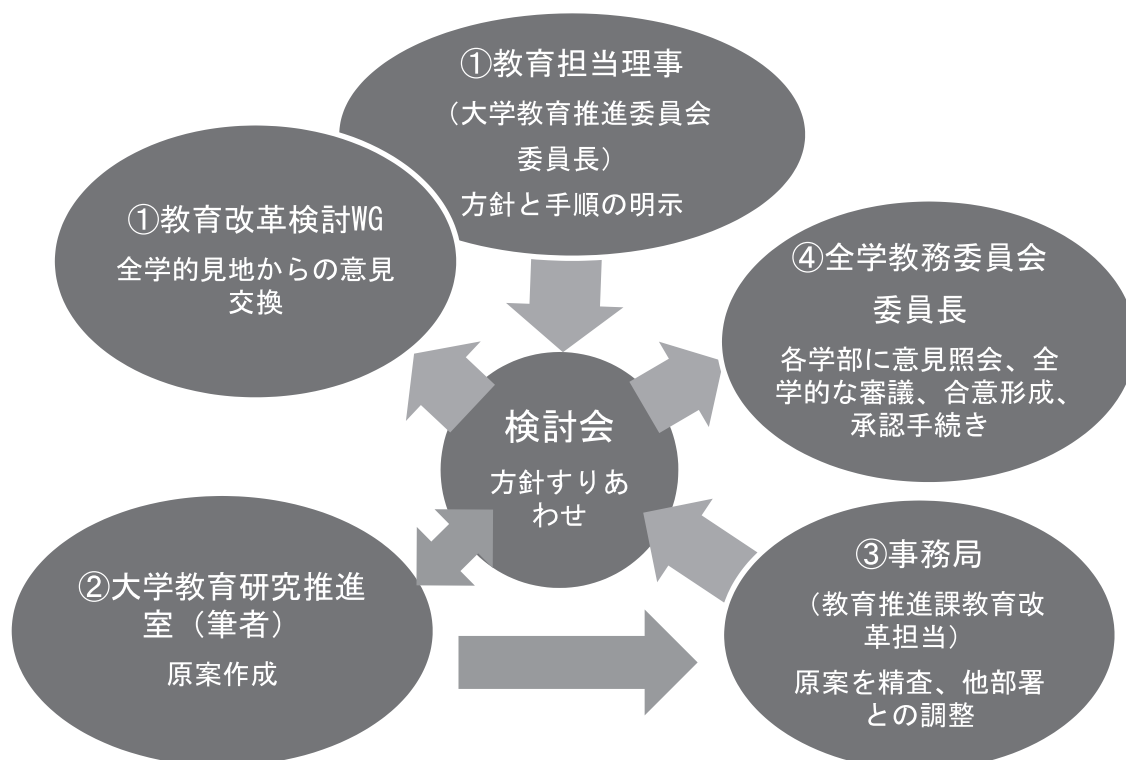 ①教育担当理事
（大学教育推進委員会
委員長）
方針と手順の明示
①教育改革検討WG
全学的見地からの意見
交換
④全学教務委員会
委員長
各学部に意見照会、全
学的な審議、合意形成、
承認手続き
検討会
方針すりあ
わせ
②大学教育研究推進
室（筆者）
原案作成
③事務局
（教育推進課教育改
革担当）
原案を精査、他部署
との調整